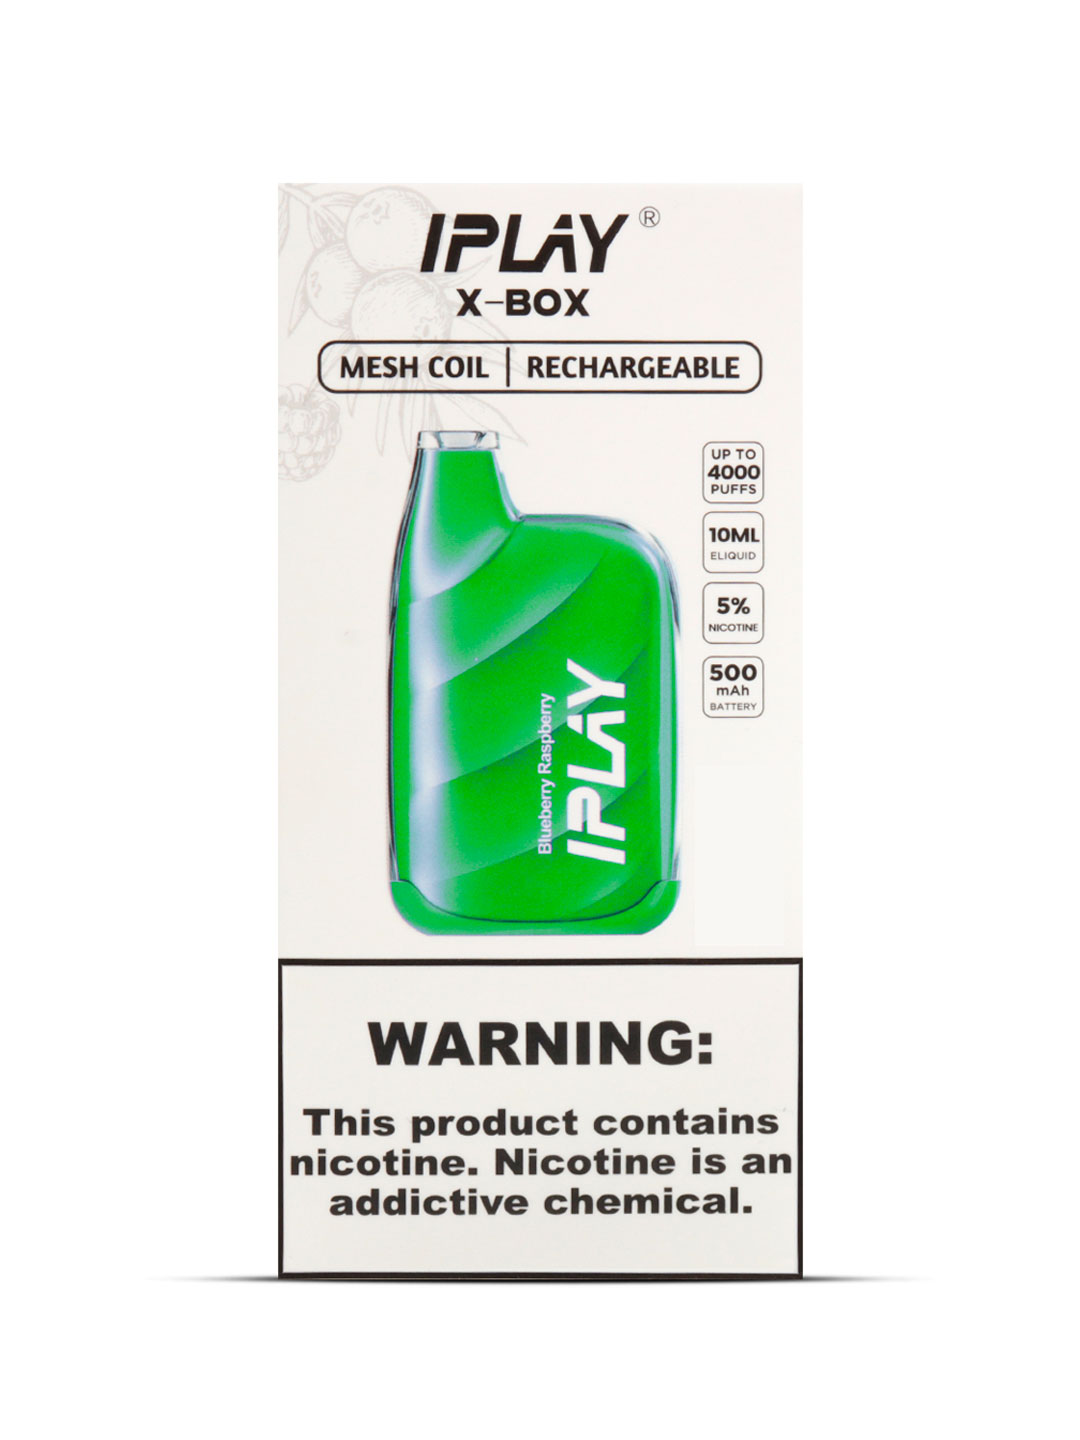 IPLAY®
X-BOX
MESH COIL | RECHARGEABLE
UP TO
4000
PUFFS
10ML
ELIQUID
5%
NICOTINE
500
mAh
BATTERY
Blueberry Raspberry
IPLAY
WARNING:
This product contains
nicotine. Nicotine is an
addictive chemical.